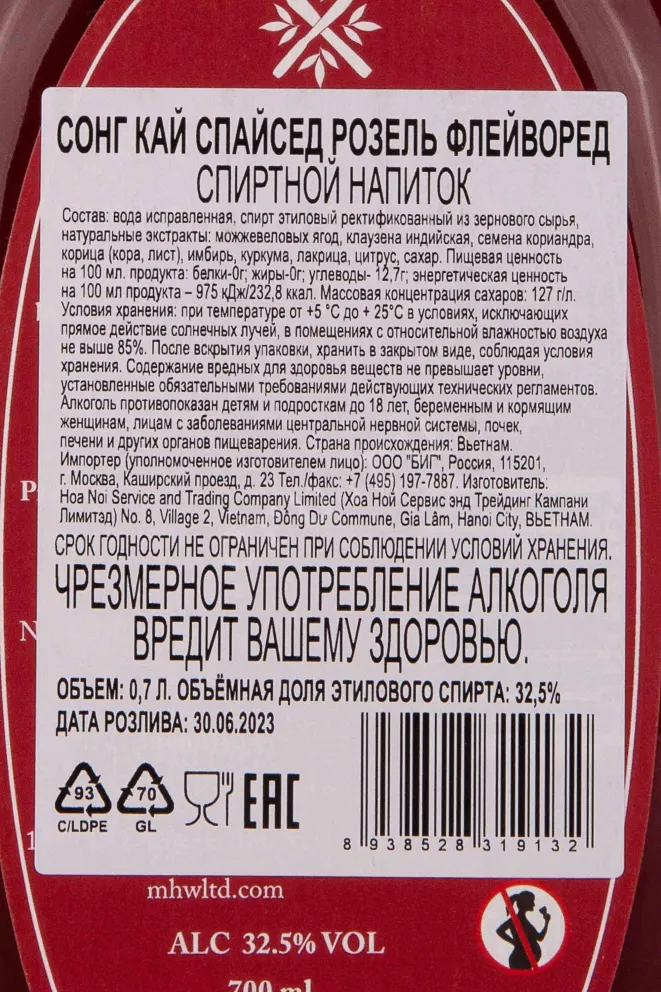 СОНГ КАЙ СПАЙСЕД РОЗЕЛЬ ФЛЕЙВОРЕД
СПИРТНОЙ НАПИТОК
Состав: вода исправленная, спирт этиловый ректификованный из зернового сырья,
натуральные экстракты: можжевеловых ягод, клаузена индийская, семена кориандра,
корица (кора, лист), имбирь, куркума, лакрица, цитрус, сахар. Пищевая ценность
на 100 мл. продукта: белки-0г; жиры-0г; углеводы- 12,7г; энергетическая ценность
на 100 мл продукта – 975 кДж/232,8 ккал. Массовая концентрация сахаров: 127 г/л.
Условия хранения: при температуре от +5 °С до + 25°С в условиях, исключающих
прямое действие солнечных лучей, в помещениях с относительной влажностью воздуха
не выше 85%. После вскрытия упаковки, хранить в закрытом виде, соблюдая условия
хранения. Содержание вредных для здоровья веществ не превышает уровни,
установленные обязательными требованиями действующих технических регламентов.
Алкоголь противопоказан детям и подросткам до 18 лет, беременным и кормящим
женщинам, лицам с заболеваниями центральной нервной системы, почек,
печени и других органов пищеварения. Страна происхождения: Вьетнам.
Импортер (уполномоченное изготовителем лицо): ООО "БИГ", Россия, 115201,
г. Москва, Каширский проезд, д. 23 Тел./факс: +7 (495) 197-7887. Изготовитель:
Hoa Noi Service and Trading Company Limited (Хоа Ной Сервис энд Трейдинг Кампани
Лимитэд) No. 8, Village 2, Vietnam, Đông Dư Commune, Gia Lâm, Hanoi City, ВЬЕТНАМ.
СРОК ГОДНОСТИ НЕ ОГРАНИЧЕН ПРИ СОБЛЮДЕНИИ УСЛОВИЙ ХРАНЕНИЯ.
ЧРЕЗМЕРНОЕ УПОТРЕБЛЕНИЕ АЛКОГОЛЯ
ВРЕДИТ ВАШЕМУ ЗДОРОВЬЮ.
ОБЪЕМ: 0,7 Л. ОБЪЁМНАЯ ДОЛЯ ЭТИЛОВОГО СПИРТА: 32,5%
ДАТА РОЗЛИВА: 30.06.2023
93 70 EAC
C/LDPE GL
8 938528 319132
mhwltd.com
ALC 32.5% VOL
700 ml